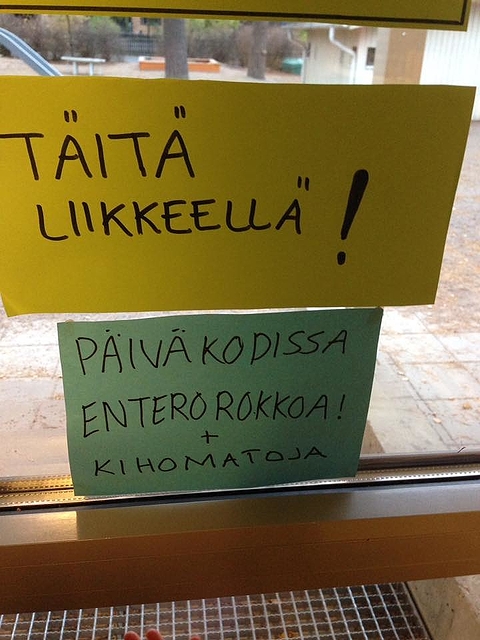 TÄITÄ
LIIKKEELLÄ !
PÄIVÄKODISSA
ENTEROROKKOA!
+
KIHOMATOJA